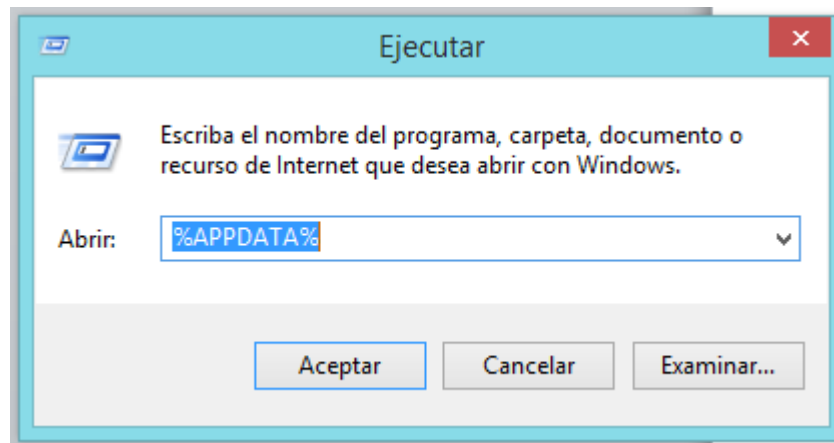 Ejecutar
Escriba el nombre del programa, carpeta, documento o
recurso de Internet que desea abrir con Windows.
Abrir: %APPDATA%
Aceptar Cancelar Examinar...